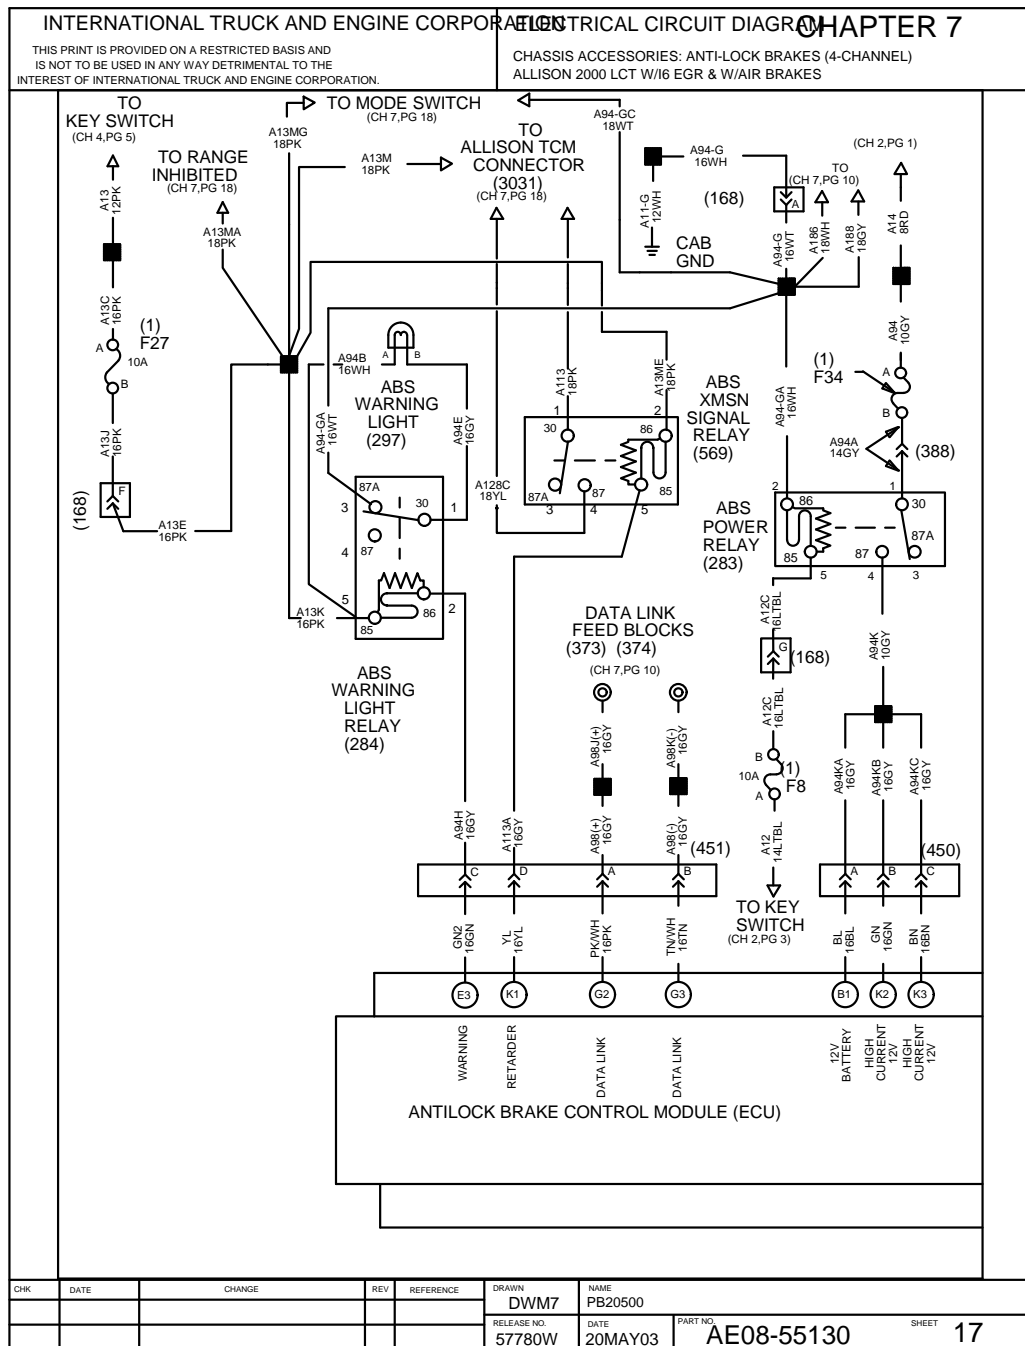 INTERNATIONAL TRUCK AND ENGINE CORPORATION
ELECTRICAL CIRCUIT DIAGRAM
CHAPTER 7
THIS PRINT IS PROVIDED ON A RESTRICTED BASIS AND
IS NOT TO BE USED IN ANY WAY DETRIMENTAL TO THE
INTEREST OF INTERNATIONAL TRUCK AND ENGINE CORPORATION.
CHASSIS ACCESSORIES: ANTI-LOCK BRAKES (4-CHANNEL)
ALLISON 2000 LCT W/I6 EGR & W/AIR BRAKES
TO
KEY SWITCH
(CH 4,PG 5)
A13
12PK
A13C
16PK
(1)
F27
A
10A
B
A13J
16PK
(168)
F
A13E
16PK
TO RANGE
INHIBITED
(CH 7,PG 18)
A13MA
18PK
A13MG
18PK
TO MODE SWITCH
(CH 7,PG 18)
A13M
18PK
TO
ALLISON TCM
CONNECTOR
(3031)
(CH 7,PG 18)
A94-GC
18WT
A94-G
16WH
A11-G
12WH
CAB
GND
(168)
A
A94-G
16WT
TO
(CH 7,PG 10)
A186
18WH
A188
18GY
(CH 2,PG 1)
A14
8RD
A94
10GY
(1)
F34
A
B
A94A
14GY
(388)
A94B
16WH
A
B
ABS
WARNING
LIGHT
(297)
A94-GA
16WT
A94E
16GY
A128C
18YL
A113
18PK
A13ME
18PK
ABS
XMSN
SIGNAL
RELAY
(569)
1
2
30
86
87A
87
85
3
4
5
A94-GA
16WH
ABS
POWER
RELAY
(283)
2
1
86
30
87A
85
87
5
4
3
87A
3
30
1
4
87
5
86
2
85
A13K
16PK
ABS
WARNING
LIGHT
RELAY
(284)
DATA LINK
FEED BLOCKS
(373) (374)
(CH 7,PG 10)
A98J(+)
16GY
A98K(-)
16GY
A12C
16LTBL
G
(168)
A12C
16LTBL
B
10A
A
(1)
F8
A12
14LTBL
TO KEY
SWITCH
(CH 2,PG 3)
A94K
10GY
A94KA
16GY
A94KB
16GY
A94KC
16GY
A94H
16GY
A113A
16GY
A98(+)
16GY
A98(-)
16GY
(451)
(450)
C
D
A
B
A
B
C
GN2
16GN
YL
16YL
PK/WH
16PK
TN/WH
16TN
BL
16BL
GN
16GN
BN
16BN
E3
K1
G2
G3
B1
K2
K3
WARNING
RETARDER
DATA LINK
DATA LINK
12V
BATTERY
HIGH
CURRENT
12V
HIGH
CURRENT
12V
ANTILOCK BRAKE CONTROL MODULE (ECU)
CHK
DATE
CHANGE
REV
REFERENCE
DRAWN
DWM7
NAME
PB20500
RELEASE NO.
57780W
DATE
20MAY03
PART NO.
AE08-55130
SHEET
17